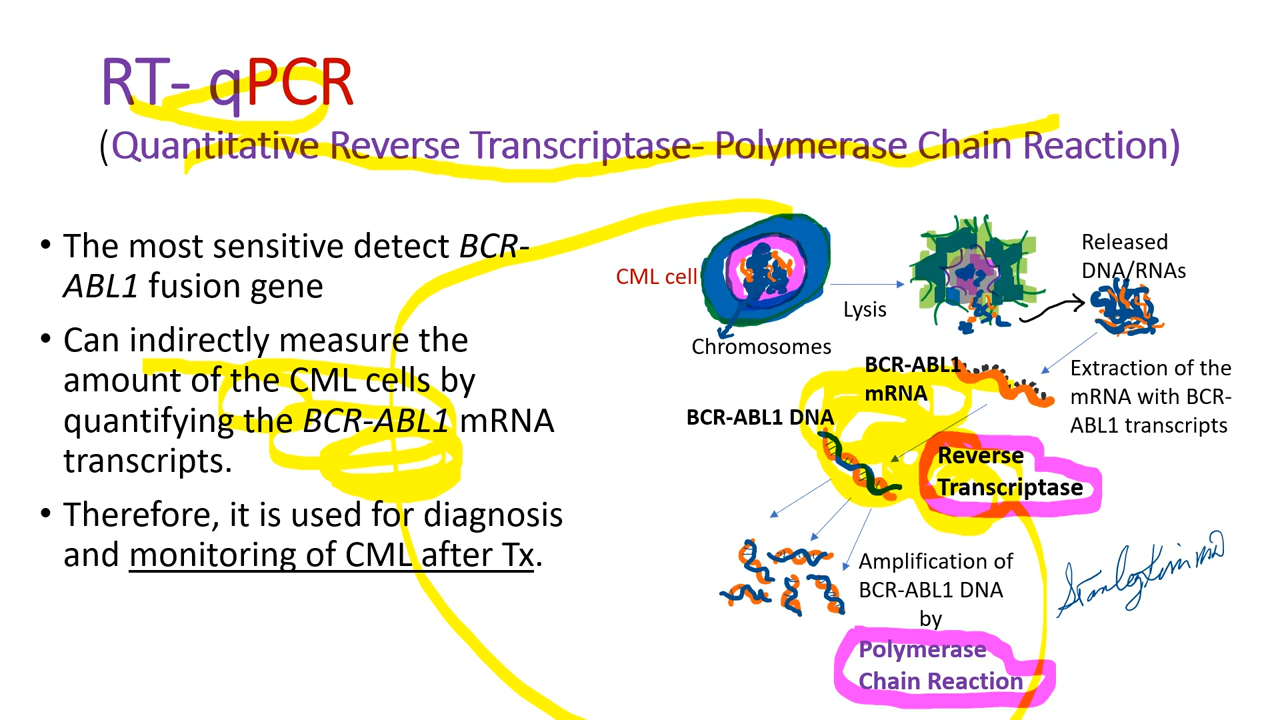 RT- qPCR
(Quantitative Reverse Transcriptase- Polymerase Chain Reaction)
• The most sensitive detect BCR-
ABL1 fusion gene
• Can indirectly measure the
amount of the CML cells by
quantifying the BCR-ABL1 mRNA
transcripts.
• Therefore, it is used for diagnosis
and monitoring of CML after Tx.
CML cell
Chromosomes
Lysis
Released
DNA/RNAs
BCR-ABL1
mRNA
Extraction of the
mRNA with BCR-
ABL1 transcripts
BCR-ABL1 DNA
Reverse
Transcriptase
Amplification of
BCR-ABL1 DNA
by
Polymerase
Chain Reaction
Stanley Kim MD